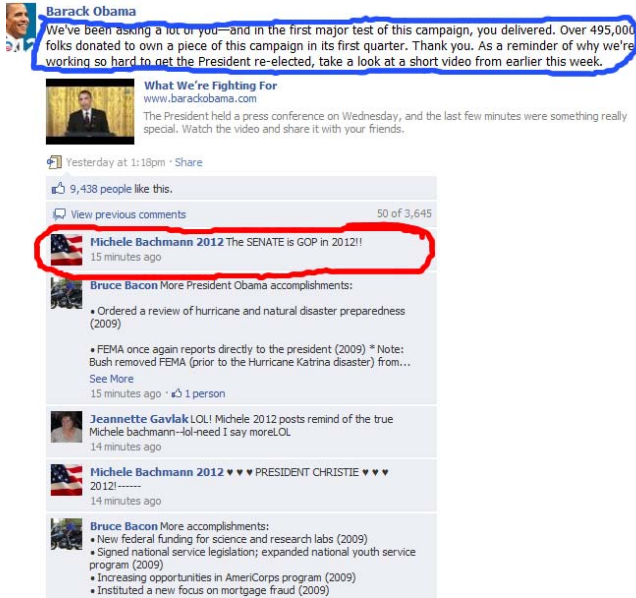 Barack Obama
We've been asking a lot of you—and in the first major test of this campaign, you delivered. Over 495,000
folks donated to own a piece of this campaign in its first quarter. Thank you. As a reminder of why we're
working so hard to get the President re-elected, take a look at a short video from earlier this week.
What We're Fighting For
www.barackobama.com
The President held a press conference on Wednesday, and the last few minutes were something really
special. Watch the video and share it with your friends.
Yesterday at 1:18pm · Share
9,438 people like this.
View previous comments 50 of 3,645
Michele Bachmann 2012 The SENATE is GOP in 2012!!
15 minutes ago
Bruce Bacon More President Obama accomplishments:
• Ordered a review of hurricane and natural disaster preparedness
(2009)
• FEMA once again reports directly to the president (2009) * Note:
Bush removed FEMA (prior to the Hurricane Katrina disaster) from...
See More
15 minutes ago · 1 person
Jeannette Gavlak LOL! Michele 2012 posts remind of the true
Michele bachmann--lol-need I say moreLOL
14 minutes ago
Michele Bachmann 2012 ♥ ♥ ♥ PRESIDENT CHRISTIE ♥ ♥ ♥
2012!------
14 minutes ago
Bruce Bacon More accomplishments:
• New federal funding for science and research labs (2009)
• Signed national service legislation; expanded national youth service
program (2009)
• Increasing opportunities in AmeriCorps program (2009)
• Instituted a new focus on mortgage fraud (2009)